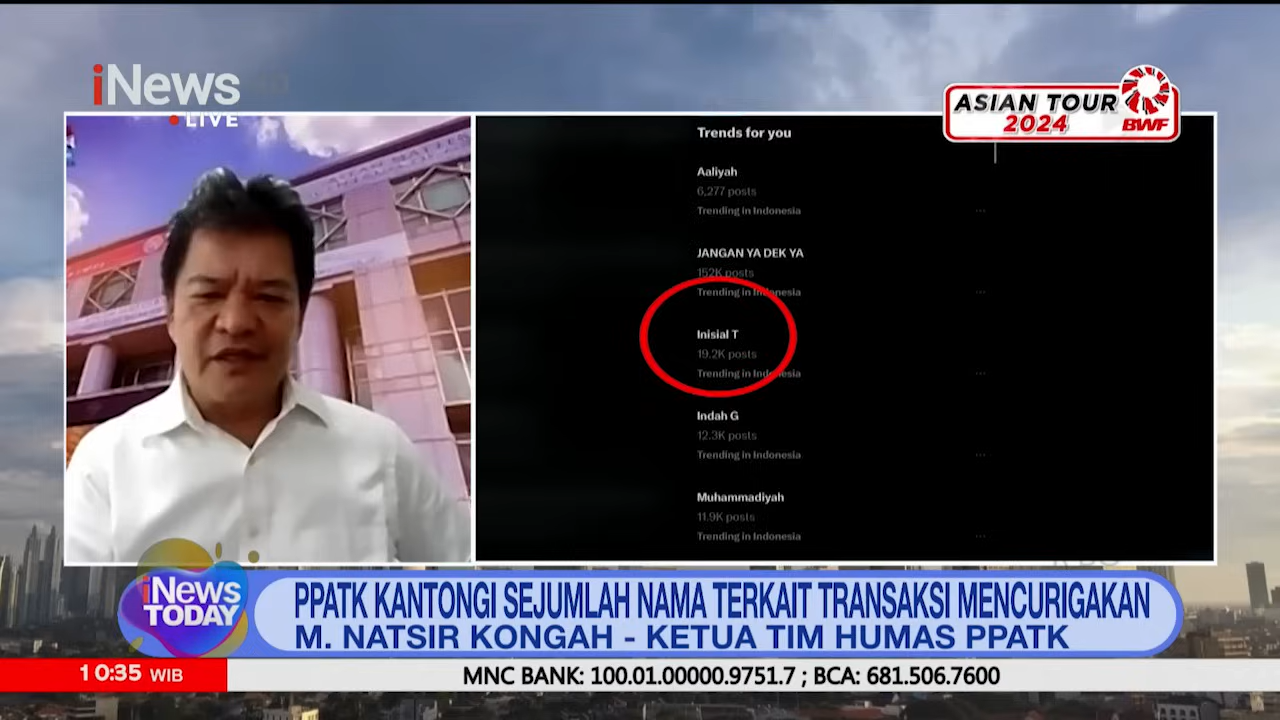 iNews
LIVE
ASIAN TOUR
2024
BWF
Trends for you
Aaliyah
6,277 posts
Trending in Indonesia
JANGAN YA DEK YA
152K posts
Trending in Indonesia
Inisial T
19.2K posts
Trending in Indonesia
Indah G
12.3K posts
Trending in Indonesia
Muhammadiyah
11.9K posts
Trending in Indonesia
iNews
TODAY
PPATK KANTONGI SEJUMLAH NAMA TERKAIT TRANSAKSI MENCURIGAKAN
M. NATSIR KONGAH - KETUA TIM HUMAS PPATK
10:35 WIB
MNC BANK: 100.01.00000.9751.7 ; BCA: 681.506.7600